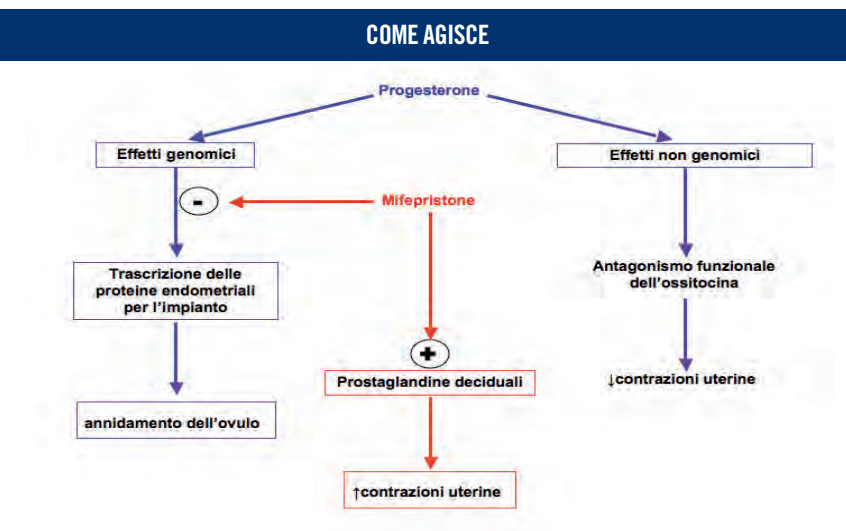 COME AGISCE
Progesterone
Effetti genomici
Effetti non genomici
-
Mifepristone
Trascrizione delle
proteine endometriali
per l'impianto
Antagonismo funzionale
dell'ossitocina
+
Prostaglandine deciduali
↓contrazioni uterine
annidamento dell'ovulo
↑contrazioni uterine